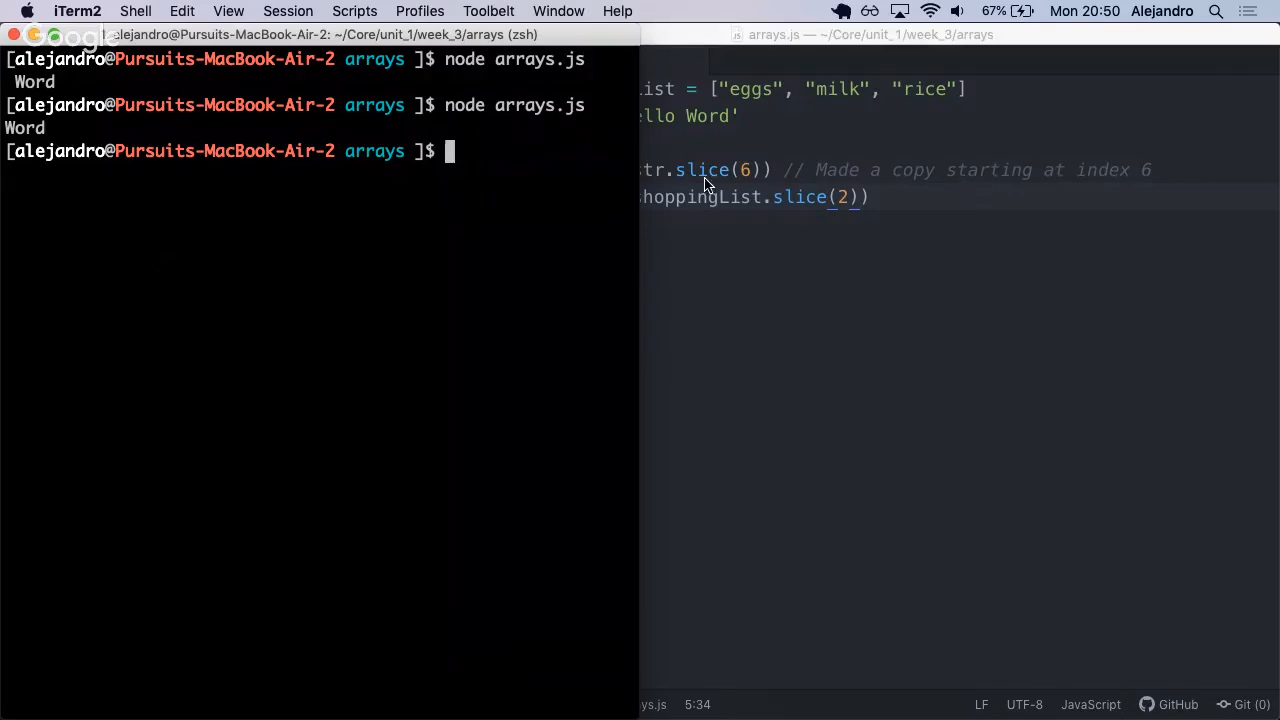 iTerm2 Shell Edit View Session Scripts Profiles Toolbelt Window Help 67% Mon 20:50 Alejandro
Google
alejandro@Pursuits-MacBook-Air-2: ~/Core/unit_1/week_3/arrays (zsh)
[alejandro@Pursuits-MacBook-Air-2 arrays ]$ node arrays.js
Word
[alejandro@Pursuits-MacBook-Air-2 arrays ]$ node arrays.js
Word
[alejandro@Pursuits-MacBook-Air-2 arrays ]$
arrays.js — ~/Core/unit_1/week_3/arrays
List = ["eggs", "milk", "rice"]
ello Word'
str.slice(6)) // Made a copy starting at index 6
shoppingList.slice(2))
ys.js 5:34 LF UTF-8 JavaScript GitHub Git (0)